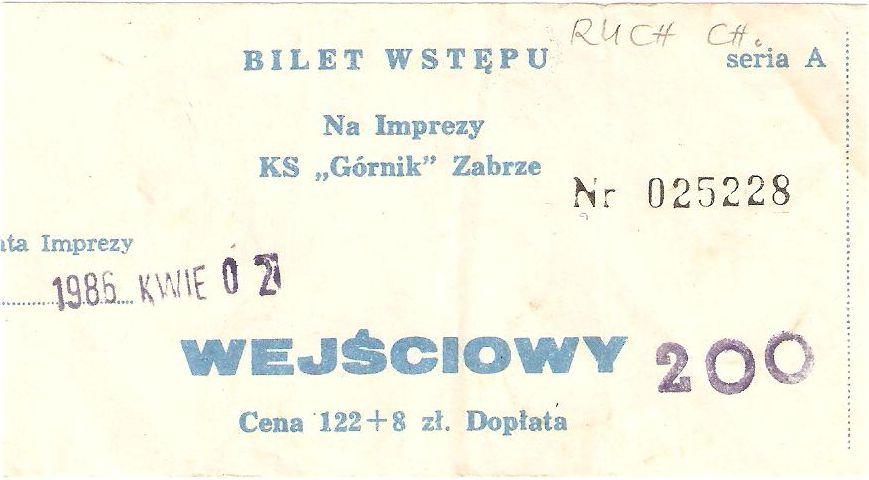 RUCH CH.
BILET WSTĘPU
seria A
Na Imprezy
KS „Górnik” Zabrze
Nr 025228
ata Imprezy
1986 KWIE 02
WEJŚCIOWY 200
Cena 122+8 zł. Dopłata